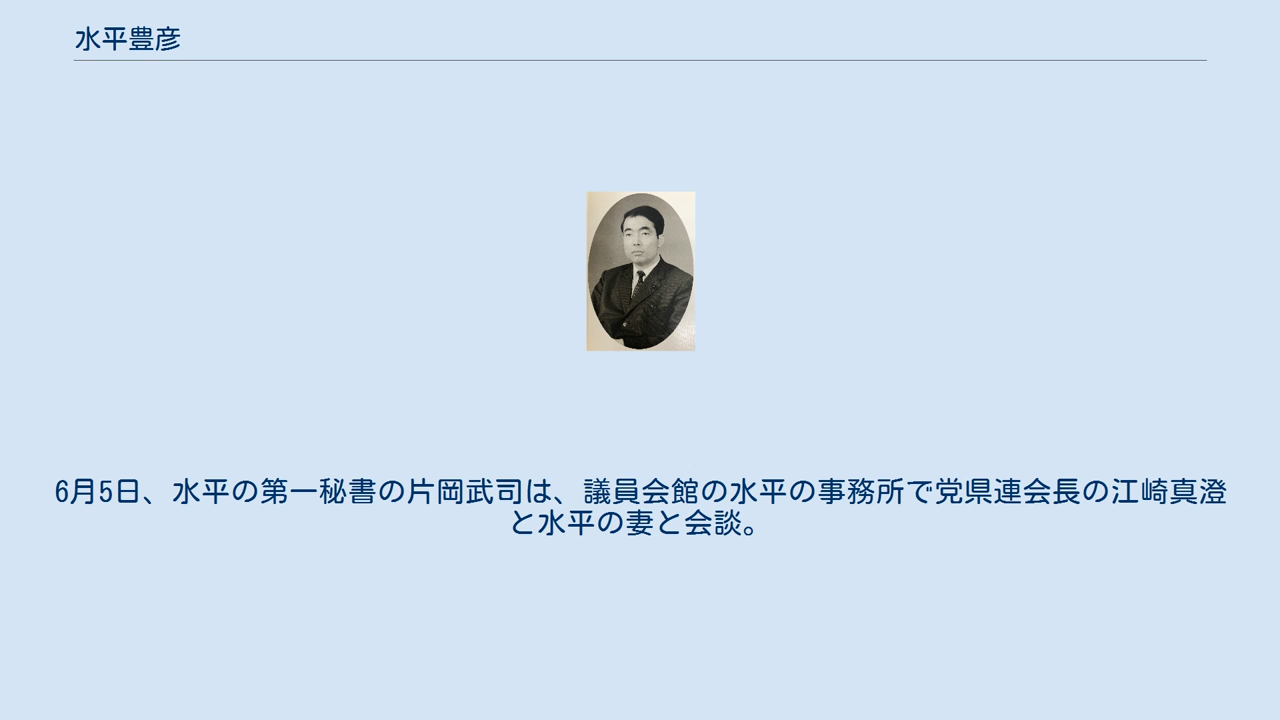 水平豊彦
6月5日、水平の第一秘書の片岡武司は、議員会館の水平の事務所で党県連会長の江崎真澄
と水平の妻と会談。